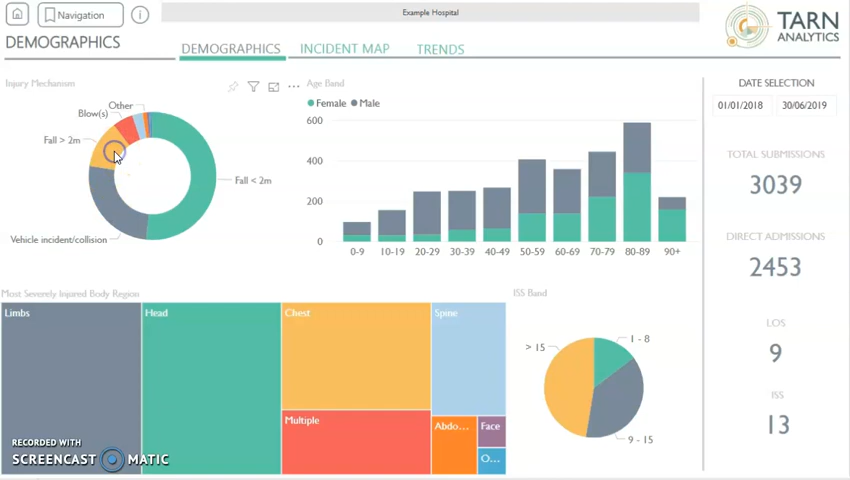 Navigation
i
Example Hospital
TARN
ANALYTICS
DEMOGRAPHICS
DEMOGRAPHICS
INCIDENT MAP
TRENDS
Injury Mechanism
Other
Blow(s)
Fall > 2m
Fall < 2m
Vehicle incident/collision
Age Band
Female Male
600
400
200
0
0-9 10-19 20-29 30-39 40-49 50-59 60-69 70-79 80-89 90+
DATE SELECTION
01/01/2018 30/06/2019
TOTAL SUBMISSIONS
3039
DIRECT ADMISSIONS
2453
LOS
9
ISS
13
Most Severely Injured Body Region
Limbs
Head
Chest
Spine
Multiple
Abdo...
Face
O...
ISS Band
> 15
1 - 8
9 - 15
RECORDED WITH
SCREENCAST MATIC